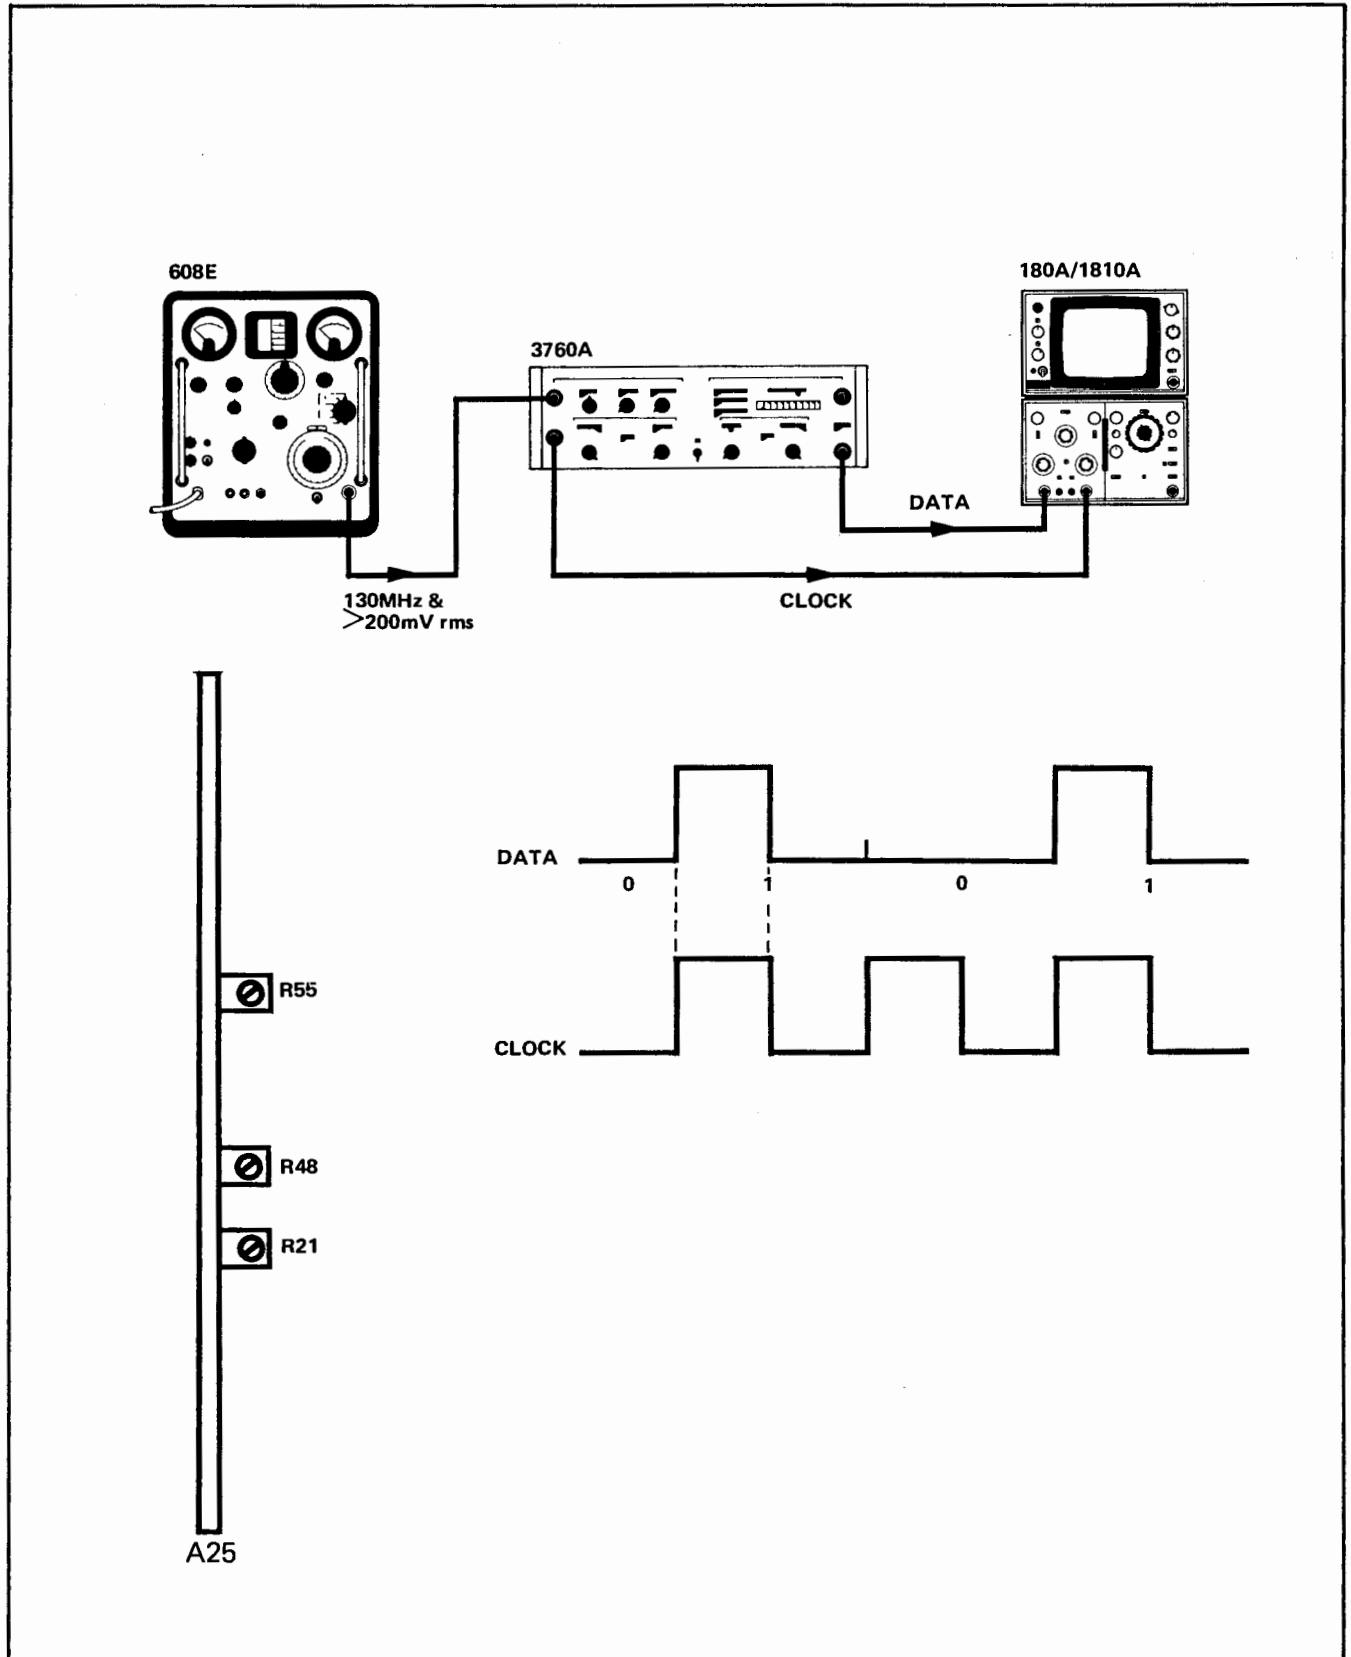 608E
180A/1810A
3760A
DATA
130MHz &
>200mV rms
CLOCK
DATA
0 1 0 1
R55
CLOCK
R48
R21
A25